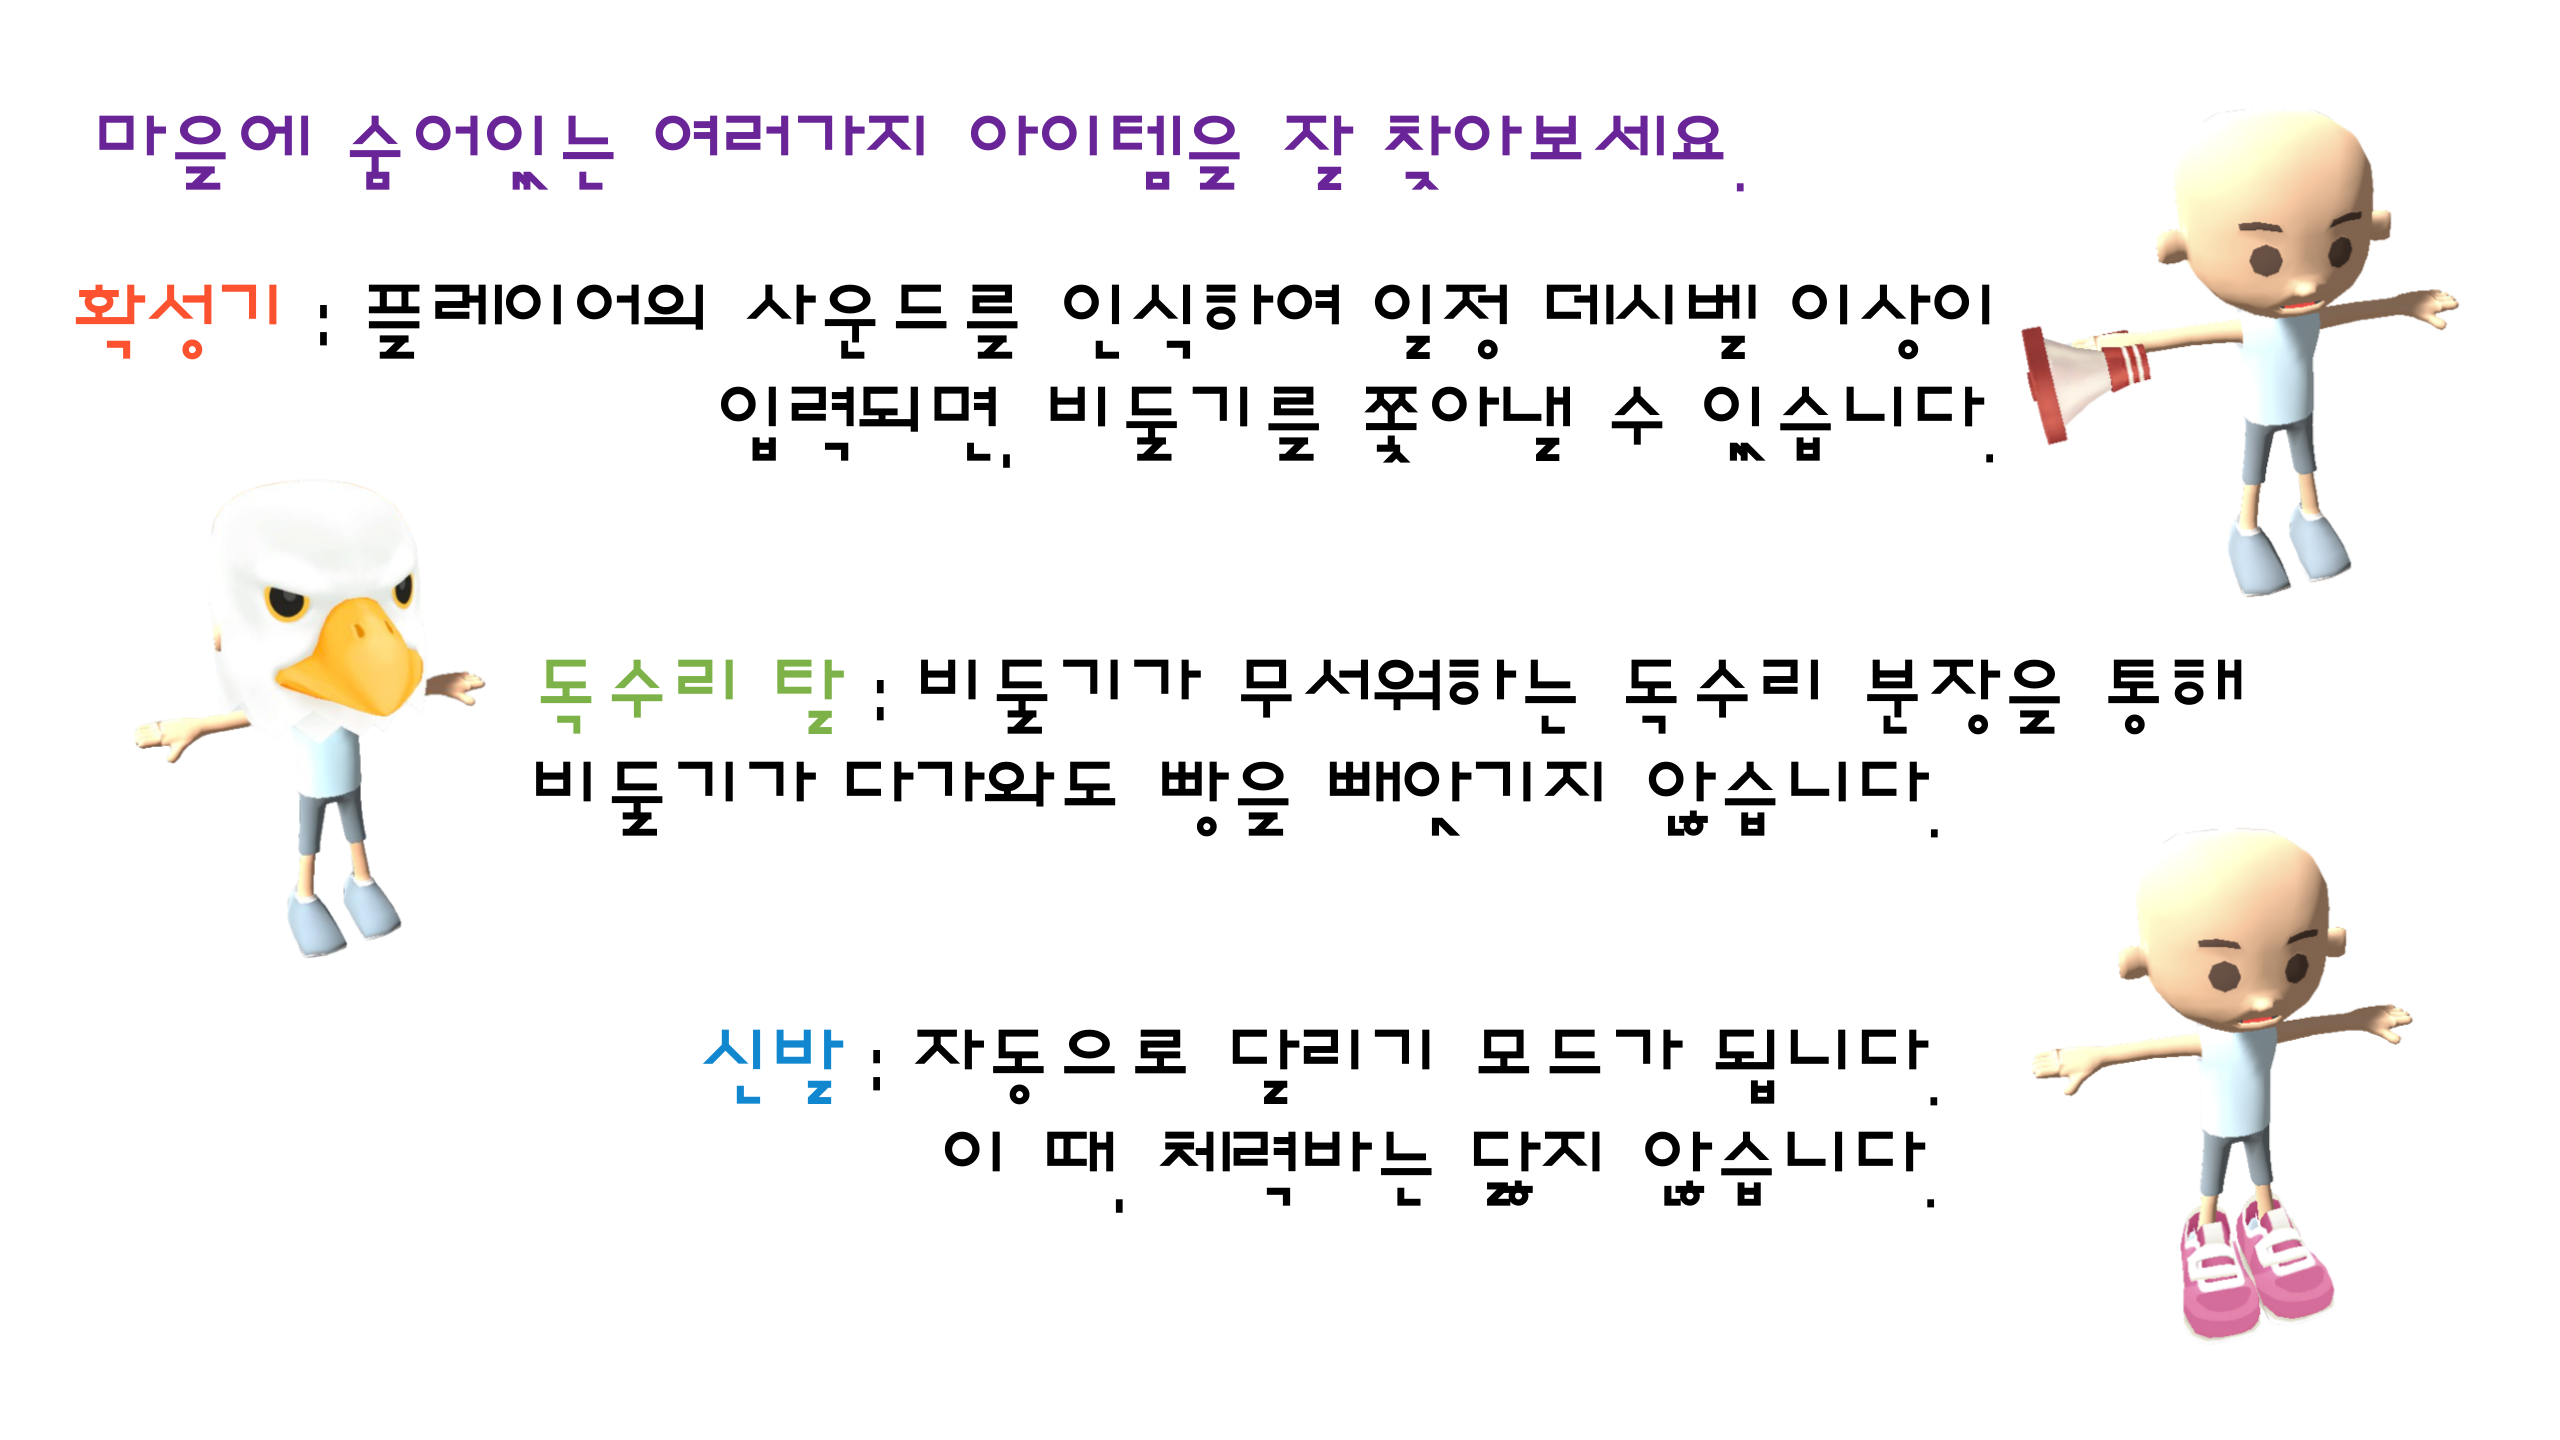 마을에 숨어있는 여러가지 아이템을 잘 찾아보세요.
확성기 : 플레이어의 사운드를 인식하여 일정 데시벨 이상이
입력되면, 비둘기를 쫓아낼 수 있습니다.
독수리 탈 : 비둘기가 무서워하는 독수리 분장을 통해
비둘기가 다가와도 빵을 빼앗기지 않습니다.
신발 : 자동으로 달리기 모드가 됩니다.
이 때, 체력바는 닳지 않습니다.